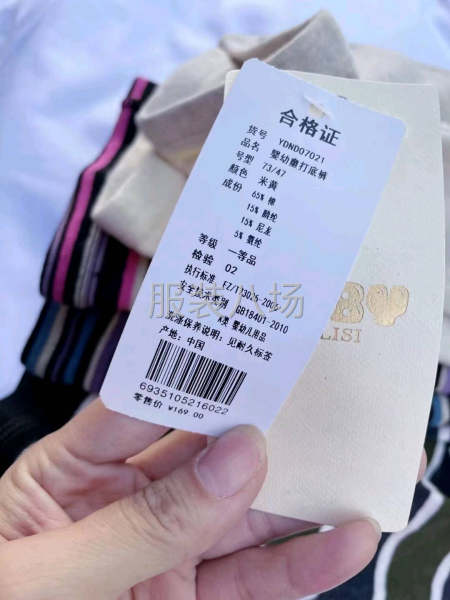 合格证
货号 YDNDQ7021
品名 婴幼磨打底裤
号型 73/47
颜色 米黄
成份 65% 棉
15% 腈纶
15% 尼龙
5% 氨纶
等级 一等品
检验 02
执行标准 FZ/T73025-2006
安全技术类别 GB18401-2010
A类 婴幼儿用品
洗涤保养说明：见耐久标签
产地：中国
6935105216022
零售价 ¥169.00
LISI
服装八场